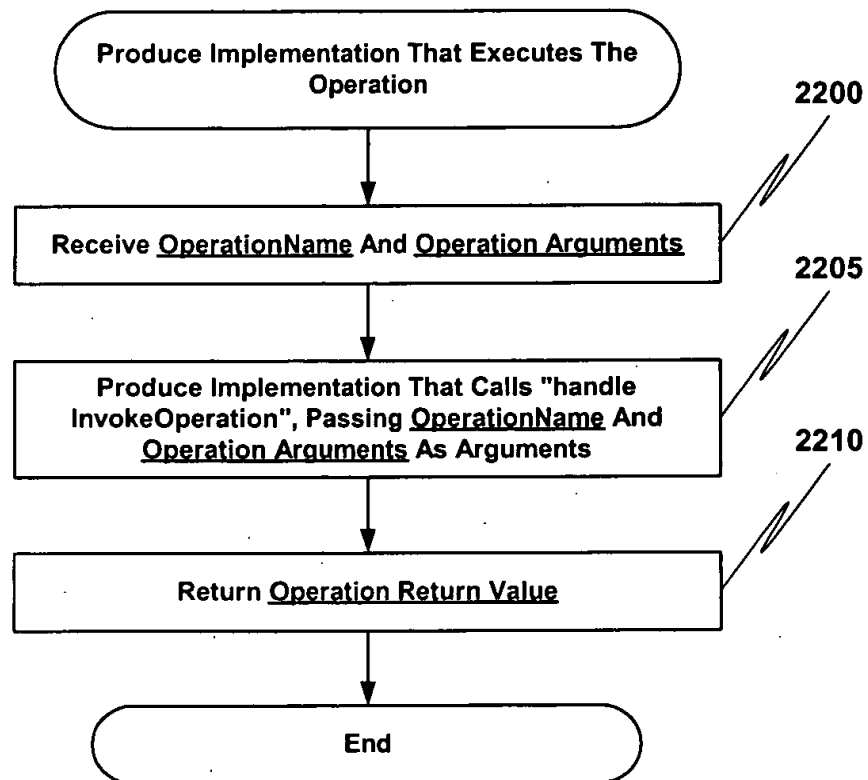 Produce Implementation That Executes The
Operation
2200
Receive OperationName And Operation Arguments
2205
Produce Implementation That Calls "handle
InvokeOperation", Passing OperationName And
Operation Arguments As Arguments
2210
Return Operation Return Value
End